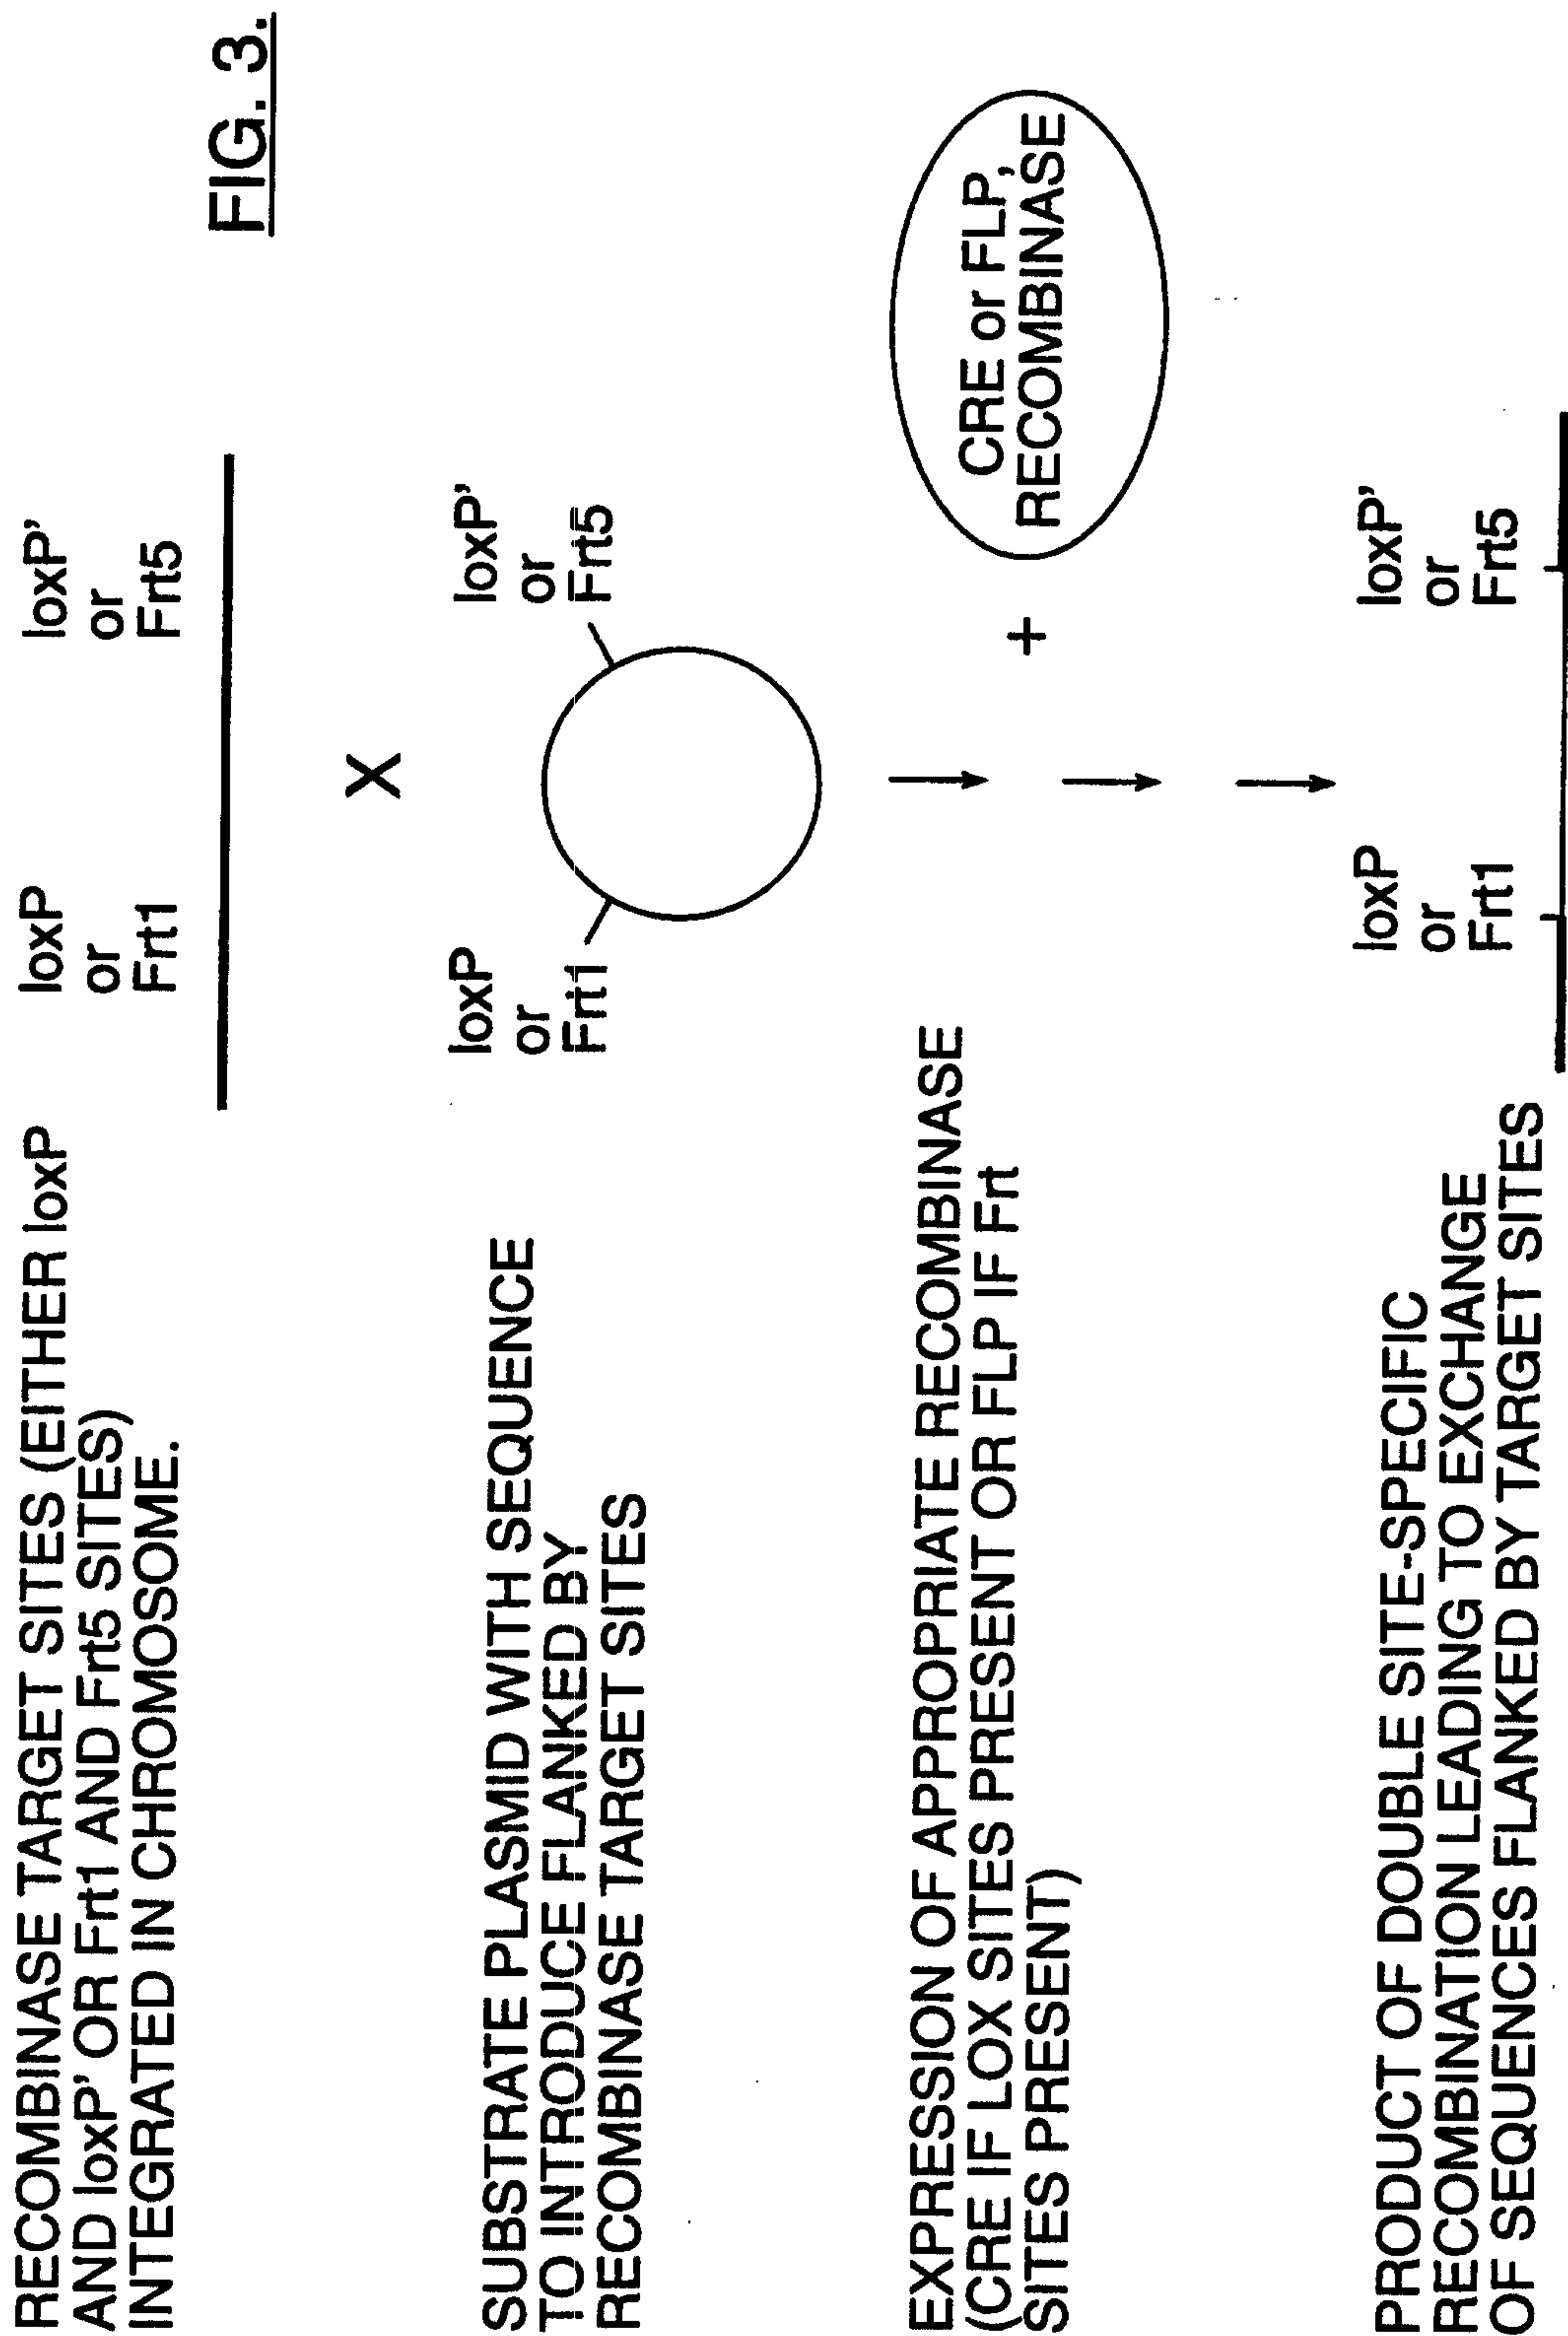 FIG. 3.
RECOMBINASE TARGET SITES (EITHER loxP
AND loxP' OR Frt1 AND Frt5 SITES)
INTEGRATED IN CHROMOSOME.
loxP
or
Frt1
loxP'
or
Frt5
X
SUBSTRATE PLASMID WITH SEQUENCE
TO INTRODUCE FLANKED BY
RECOMBINASE TARGET SITES
loxP
or
Frt1
loxP'
or
Frt5
EXPRESSION OF APPROPRIATE RECOMBINASE
(CRE IF LOX SITES PRESENT OR FLP IF Frt
SITES PRESENT)
+
CRE or FLP,
RECOMBINASE
PRODUCT OF DOUBLE SITE-SPECIFIC
RECOMBINATION LEADING TO EXCHANGE
OF SEQUENCES FLANKED BY TARGET SITES
loxP
or
Frt1
loxP'
or
Frt5